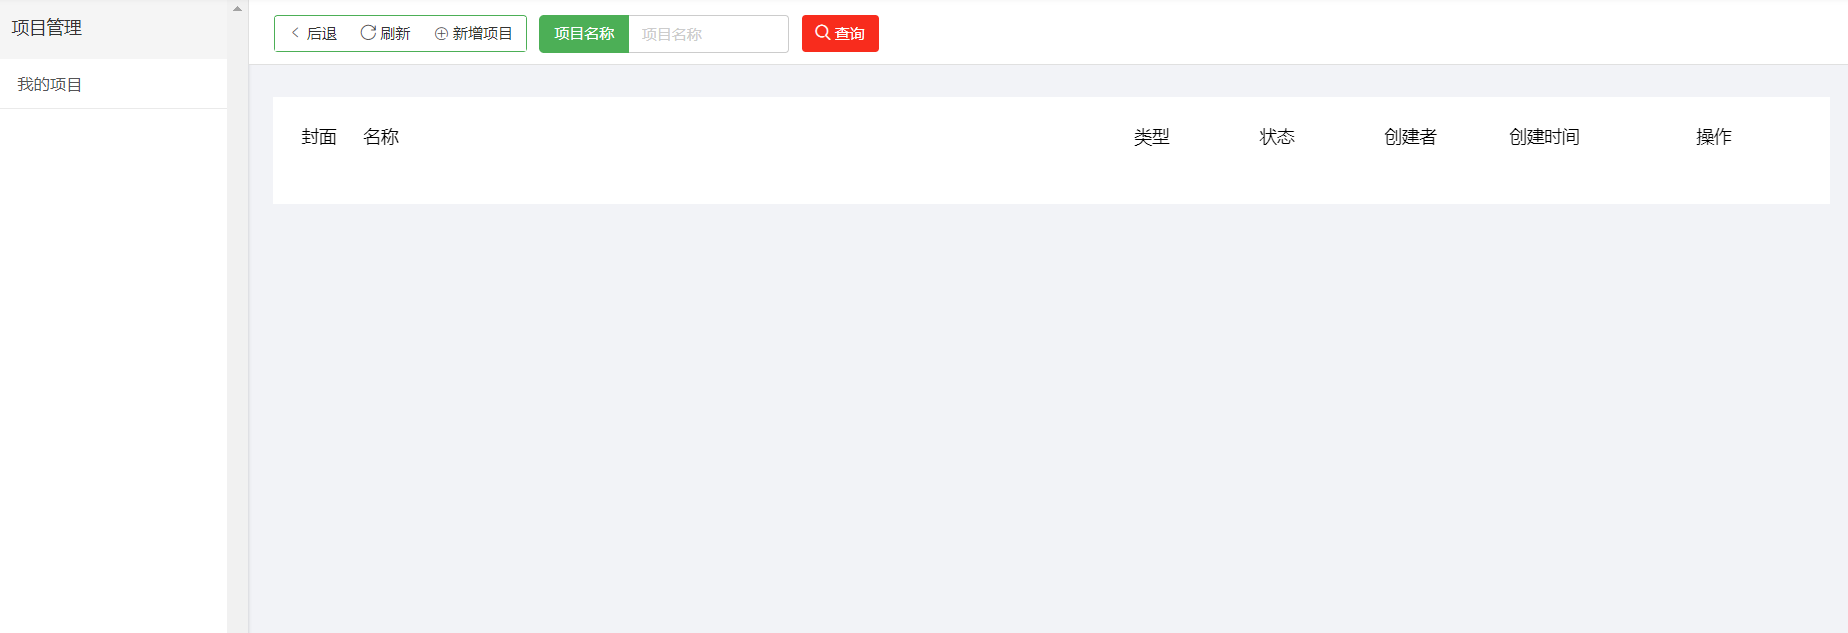 项目管理
我的项目
后退 刷新 新增项目 项目名称 项目名称 查询
封面 名称 类型 状态 创建者 创建时间 操作